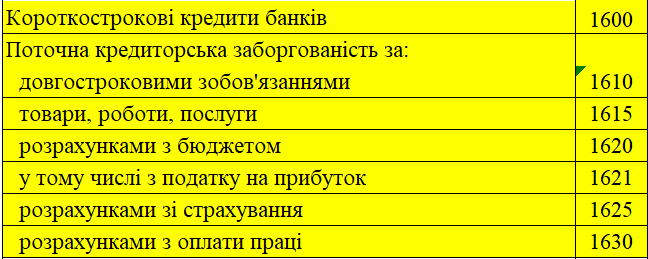 Короткострокові кредити банків 1600
Поточна кредиторська заборгованість за:
довгостроковими зобов'язаннями 1610
товари, роботи, послуги 1615
розрахунками з бюджетом 1620
у тому числі з податку на прибуток 1621
розрахунками зі страхування 1625
розрахунками з оплати праці 1630